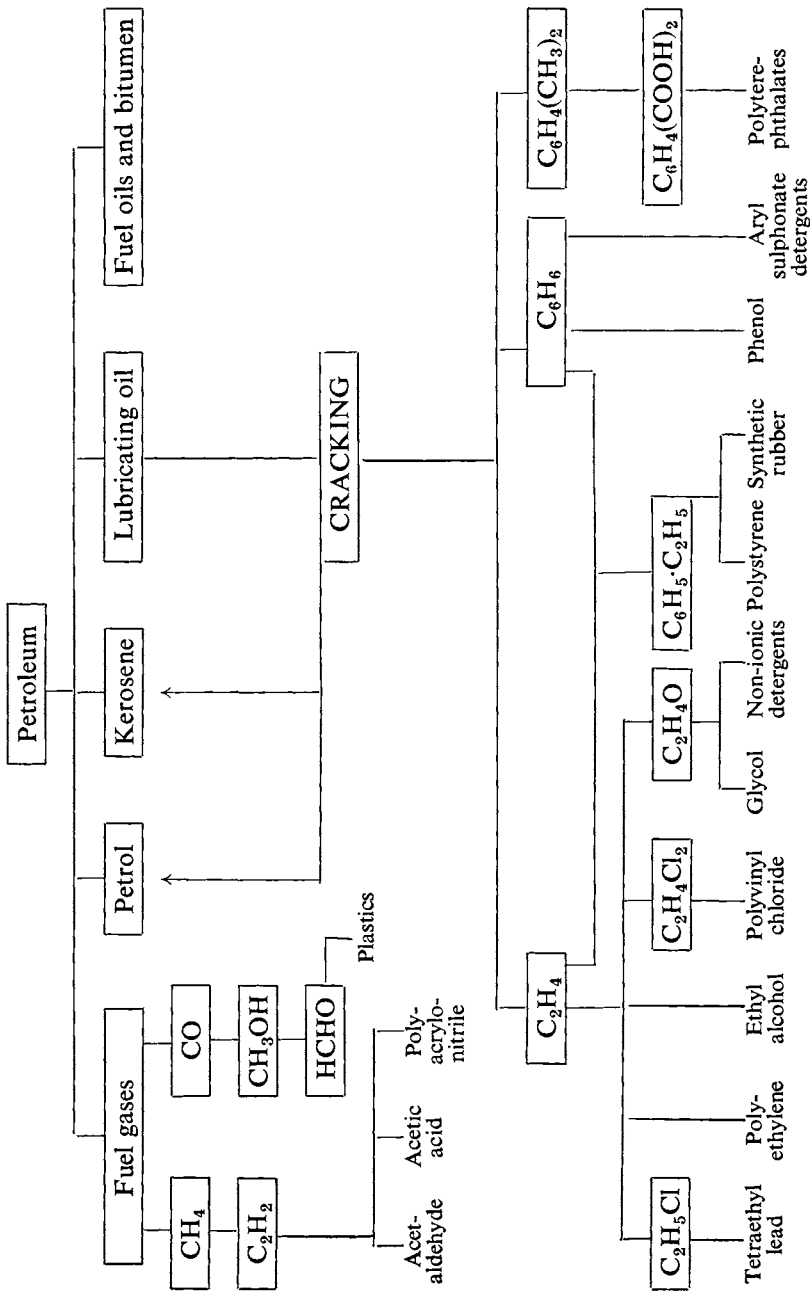 Petroleum
Fuel gases
Petrol
Kerosene
Lubricating oil
Fuel oils and bitumen
CH₄
CO
C₂H₂
CH₃OH
HCHO
Plastics
Acet-
aldehyde
Acetic
acid
Poly-
acrylo-
nitrile
CRACKING
C₂H₄
C₆H₆
C₆H₄(CH₃)₂
C₆H₄(COOH)₂
C₂H₅Cl
C₂H₄Cl₂
C₂H₄O
C₆H₅·C₂H₅
Tetraethyl
lead
Poly-
ethylene
Ethyl
alcohol
Polyvinyl
chloride
Glycol
Non-ionic
detergents
Polystyrene
Synthetic
rubber
Phenol
Aryl
sulphonate
detergents
Polytere-
phthalates